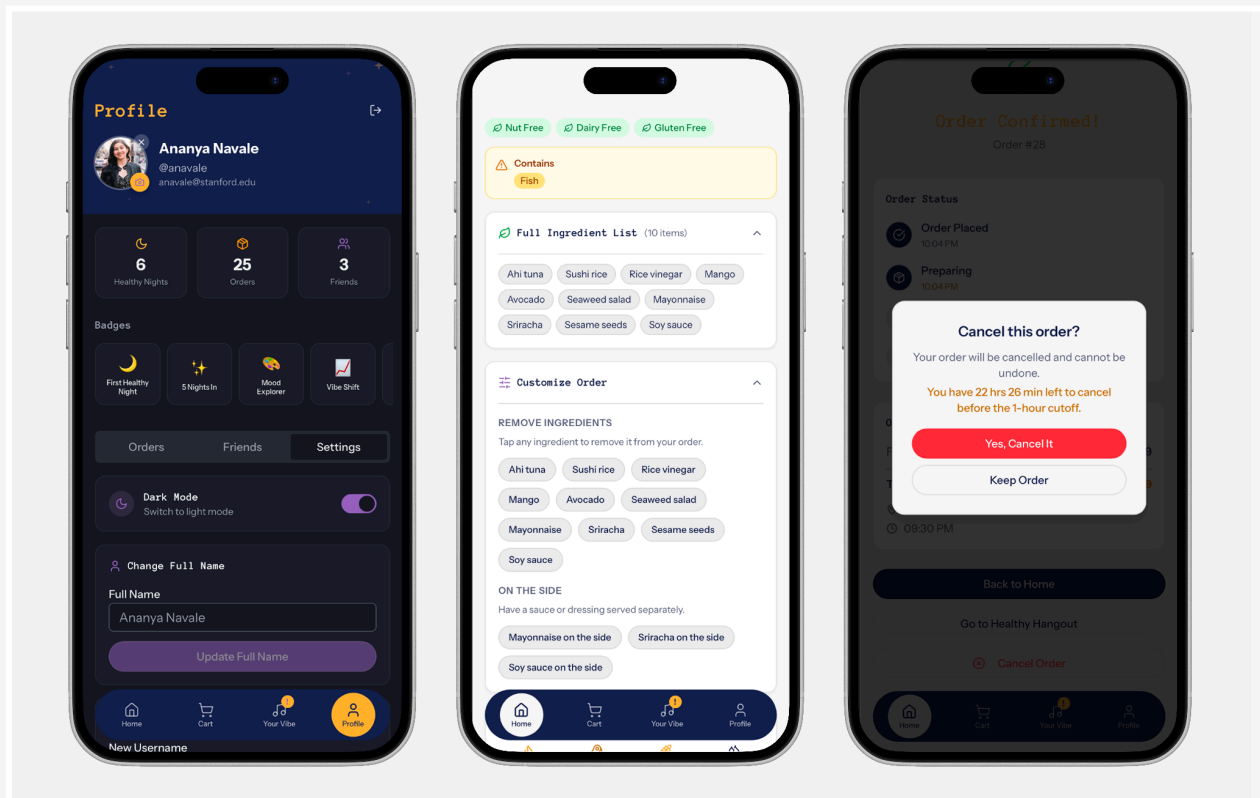 Profile
Ananya Navale
@anavale
anavale@stanford.edu
6
Healthy Nights
25
Orders
3
Friends
Badges
First Healthy
Night
5 Nights In
Mood
Explorer
Vibe Shift
Orders
Friends
Settings
Dark Mode
Switch to light mode
Change Full Name
Full Name
Ananya Navale
Update Full Name
Home
Cart
!
Your Vibe
Profile
New Username
Nut Free
Dairy Free
Gluten Free
Contains
Fish
Full Ingredient List (10 items)
Ahi tuna
Sushi rice
Rice vinegar
Mango
Avocado
Seaweed salad
Mayonnaise
Sriracha
Sesame seeds
Soy sauce
Customize Order
REMOVE INGREDIENTS
Tap any ingredient to remove it from your order.
Ahi tuna
Sushi rice
Rice vinegar
Mango
Avocado
Seaweed salad
Mayonnaise
Sriracha
Sesame seeds
Soy sauce
ON THE SIDE
Have a sauce or dressing served separately.
Mayonnaise on the side
Sriracha on the side
Soy sauce on the side
Home
Cart
!
Your Vibe
Profile
Order Confirmed!
Order #28
Order Status
Order Placed
10:04 PM
Preparing
10:04 PM
Cancel this order?
Your order will be cancelled and cannot be
undone.
You have 22 hrs 26 min left to cancel
before the 1-hour cutoff.
Yes, Cancel It
Keep Order
09:30 PM
Back to Home
Go to Healthy Hangout
Cancel Order
Home
Cart
!
Your Vibe
Profile